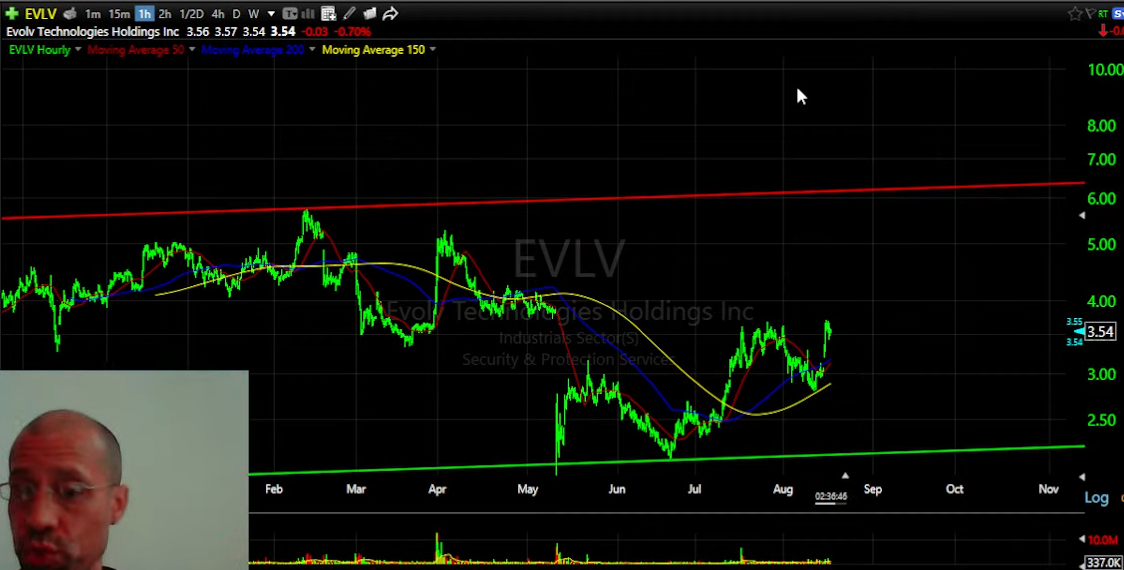 EVLV 1m 15m 1h 2h 1/2D 4h D W T RT S
Evolv Technologies Holdings Inc 3.56 3.57 3.54 3.54 -0.03 -0.70%
EVLV Hourly Moving Average 50 Moving Average 200 Moving Average 150
10.00
8.00
7.00
6.00
5.00
EVLV
4.00
Evolv Technologies Holdings Inc
3.55
3.54
3.54
Industrials Sector(S)
Security & Protection Services
3.00
2.50
Feb Mar Apr May Jun Jul Aug Sep Oct Nov
02:36:46
Log
10.0M
337.0K